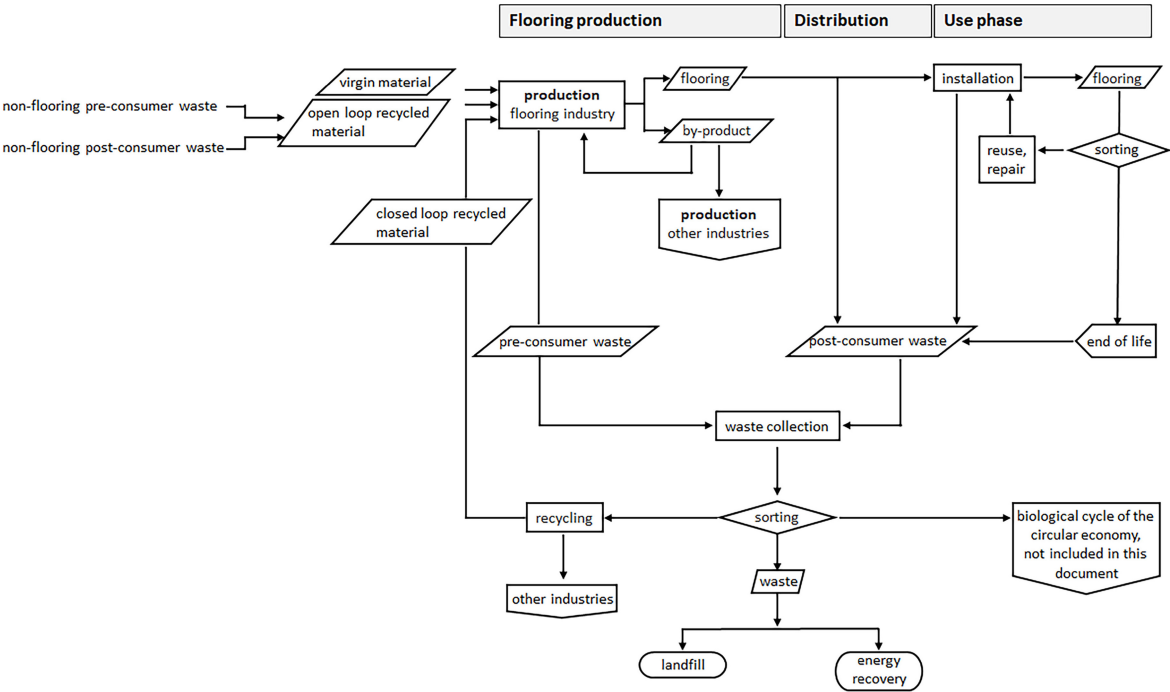 Flooring production
Distribution
Use phase
virgin material
non-flooring pre-consumer waste
open loop recycled
material
non-flooring post-consumer waste
production
flooring industry
flooring
by-product
installation
flooring
reuse,
repair
sorting
closed loop recycled
material
production
other industries
pre-consumer waste
post-consumer waste
end of life
waste collection
recycling
sorting
biological cycle of the
circular economy,
not included in this
document
other industries
waste
landfill
energy
recovery